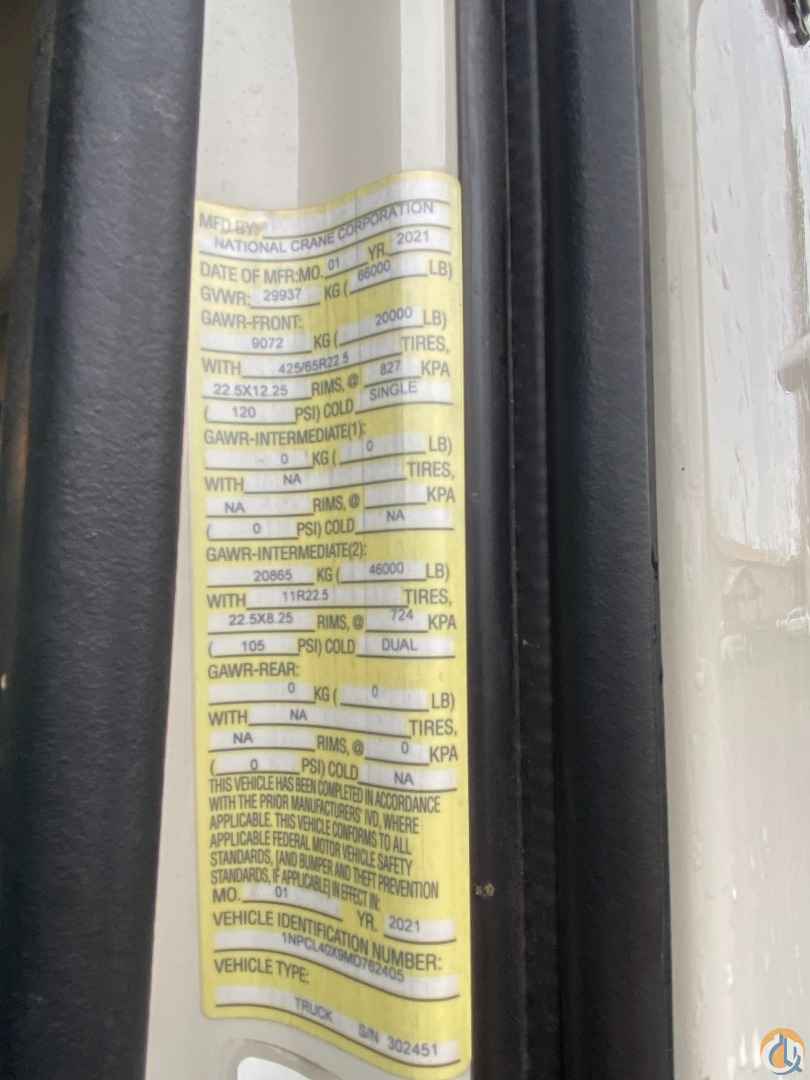 MFD BY:
NATIONAL CRANE CORPORATION
DATE OF MFR:MO. 01 YR. 2021
GVWR: 29937 KG ( 66000 LB)
GAWR-FRONT:
9072 KG ( 20000 LB)
WITH 425/65R22.5 TIRES,
22.5X12.25 RIMS, @ 827 KPA
( 120 PSI) COLD SINGLE
GAWR-INTERMEDIATE(1):
0 KG ( 0 LB)
WITH NA TIRES,
NA RIMS, @ KPA
( 0 PSI) COLD NA
GAWR-INTERMEDIATE(2):
20865 KG ( 46000 LB)
WITH 11R22.5 TIRES,
22.5X8.25 RIMS, @ 724 KPA
( 105 PSI) COLD DUAL
GAWR-REAR:
0 KG ( 0 LB)
WITH NA TIRES,
NA RIMS, @ 0 KPA
( 0 PSI) COLD NA
THIS VEHICLE HAS BEEN COMPLETED IN ACCORDANCE
WITH THE PRIOR MANUFACTURERS' IVD, WHERE
APPLICABLE. THIS VEHICLE CONFORMS TO ALL
APPLICABLE FEDERAL MOTOR VEHICLE SAFETY
STANDARDS, [AND BUMPER AND THEFT PREVENTION
STANDARDS, IF APPLICABLE] IN EFFECT IN:
MO. 01 YR. 2021
VEHICLE IDENTIFICATION NUMBER:
1NPCL40X9MD762405
VEHICLE TYPE:
TRUCK S/N 302451